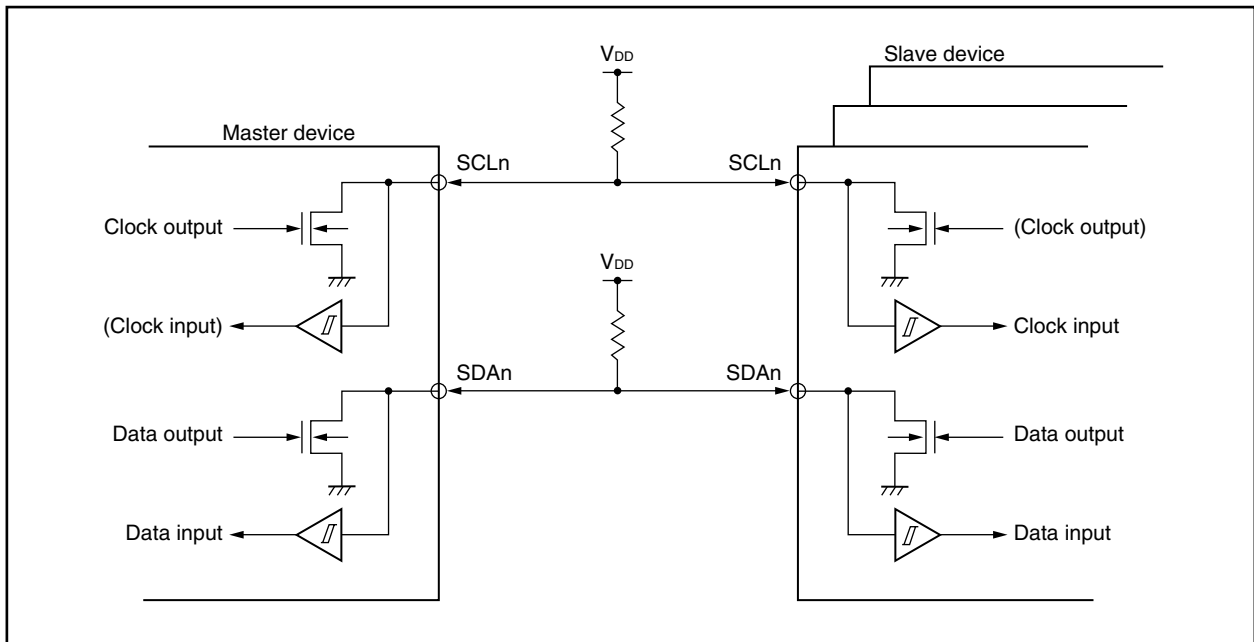 VDD
Slave device
Master device
SCLn
SCLn
Clock output
(Clock output)
VDD
(Clock input)
Clock input
SDAn
SDAn
Data output
Data output
Data input
Data input